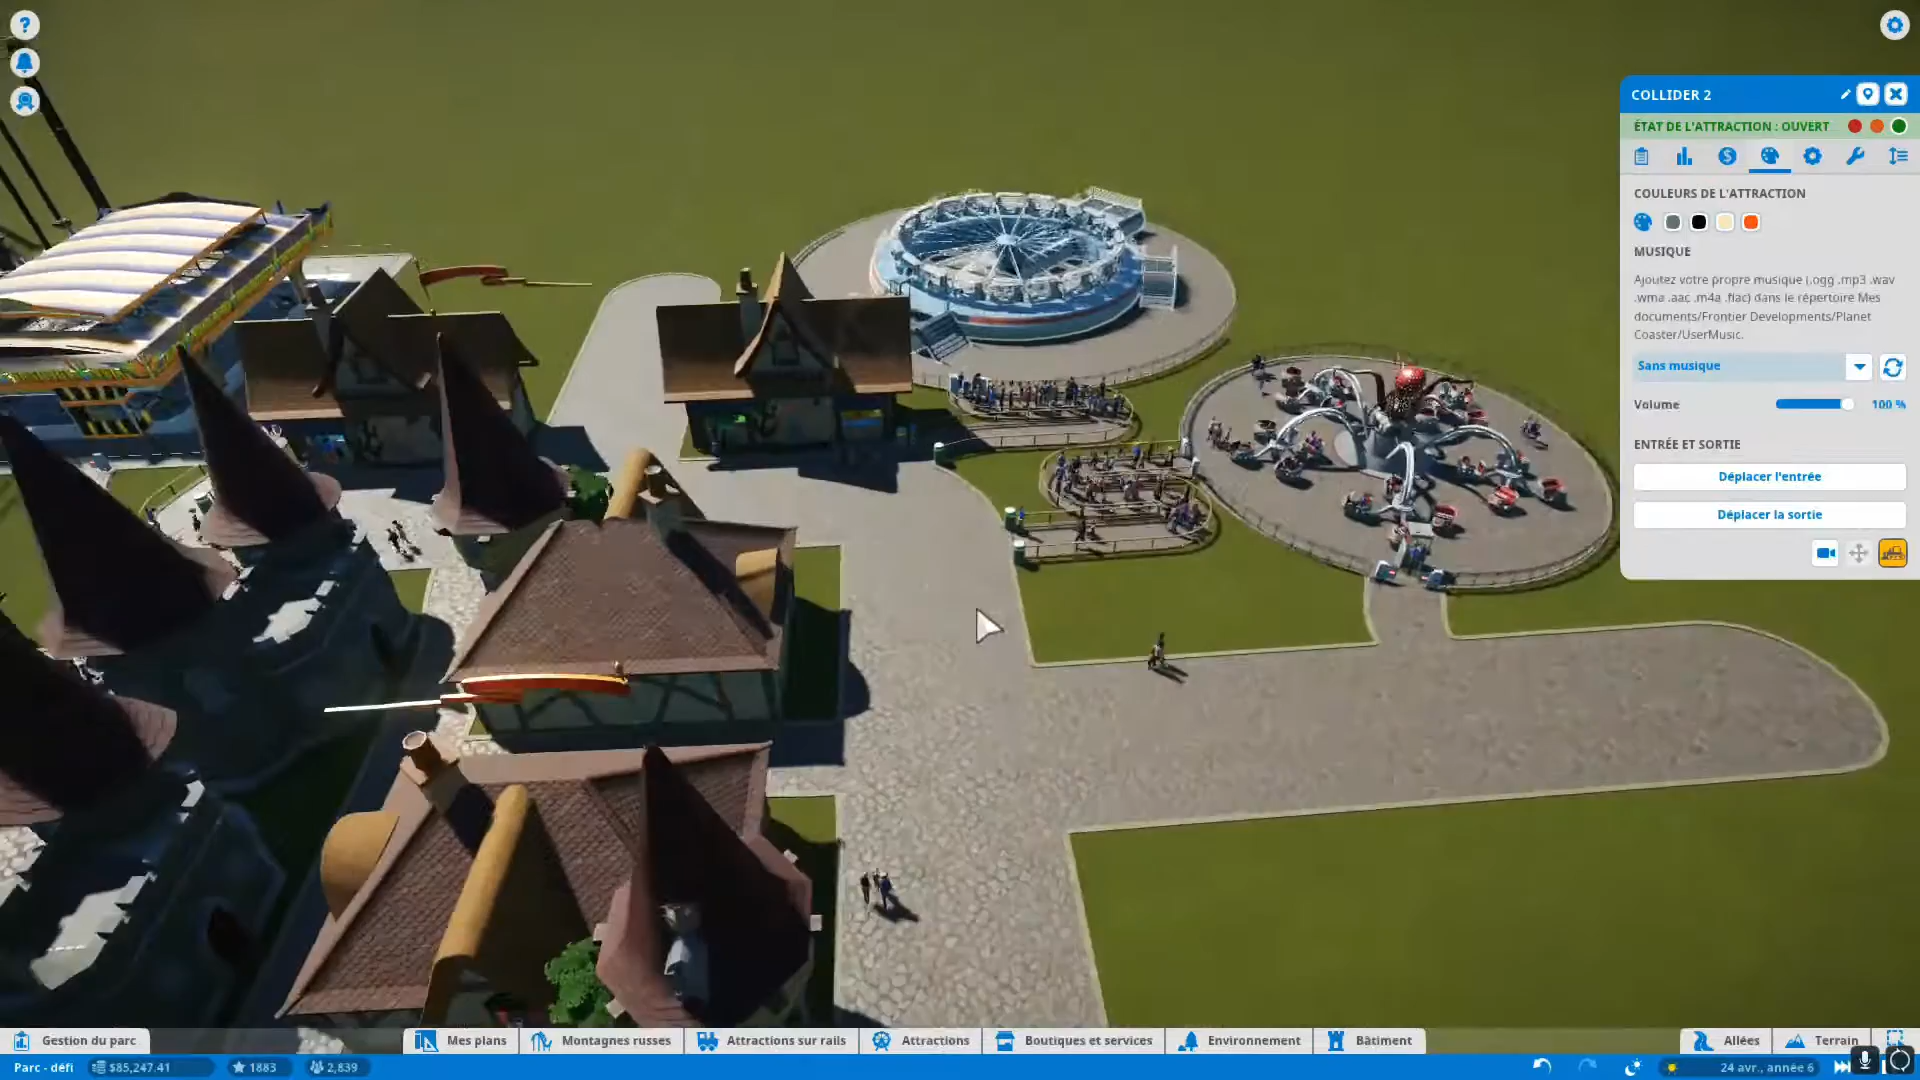 ?
COLLIDER 2
ÉTAT DE L'ATTRACTION : OUVERT
COULEURS DE L'ATTRACTION
MUSIQUE
Ajoutez votre propre musique (.ogg .mp3 .wav
.wma .aac .m4a .flac) dans le répertoire Mes
documents/Frontier Developments/Planet
Coaster/UserMusic.
Sans musique
Volume 100 %
ENTRÉE ET SORTIE
Déplacer l'entrée
Déplacer la sortie
Gestion du parc Mes plans Montagnes russes Attractions sur rails Attractions Boutiques et services Environnement Bâtiment Allées Terrain
Parc - défi $85,247.41 1883 2,839 24 avr., année 6